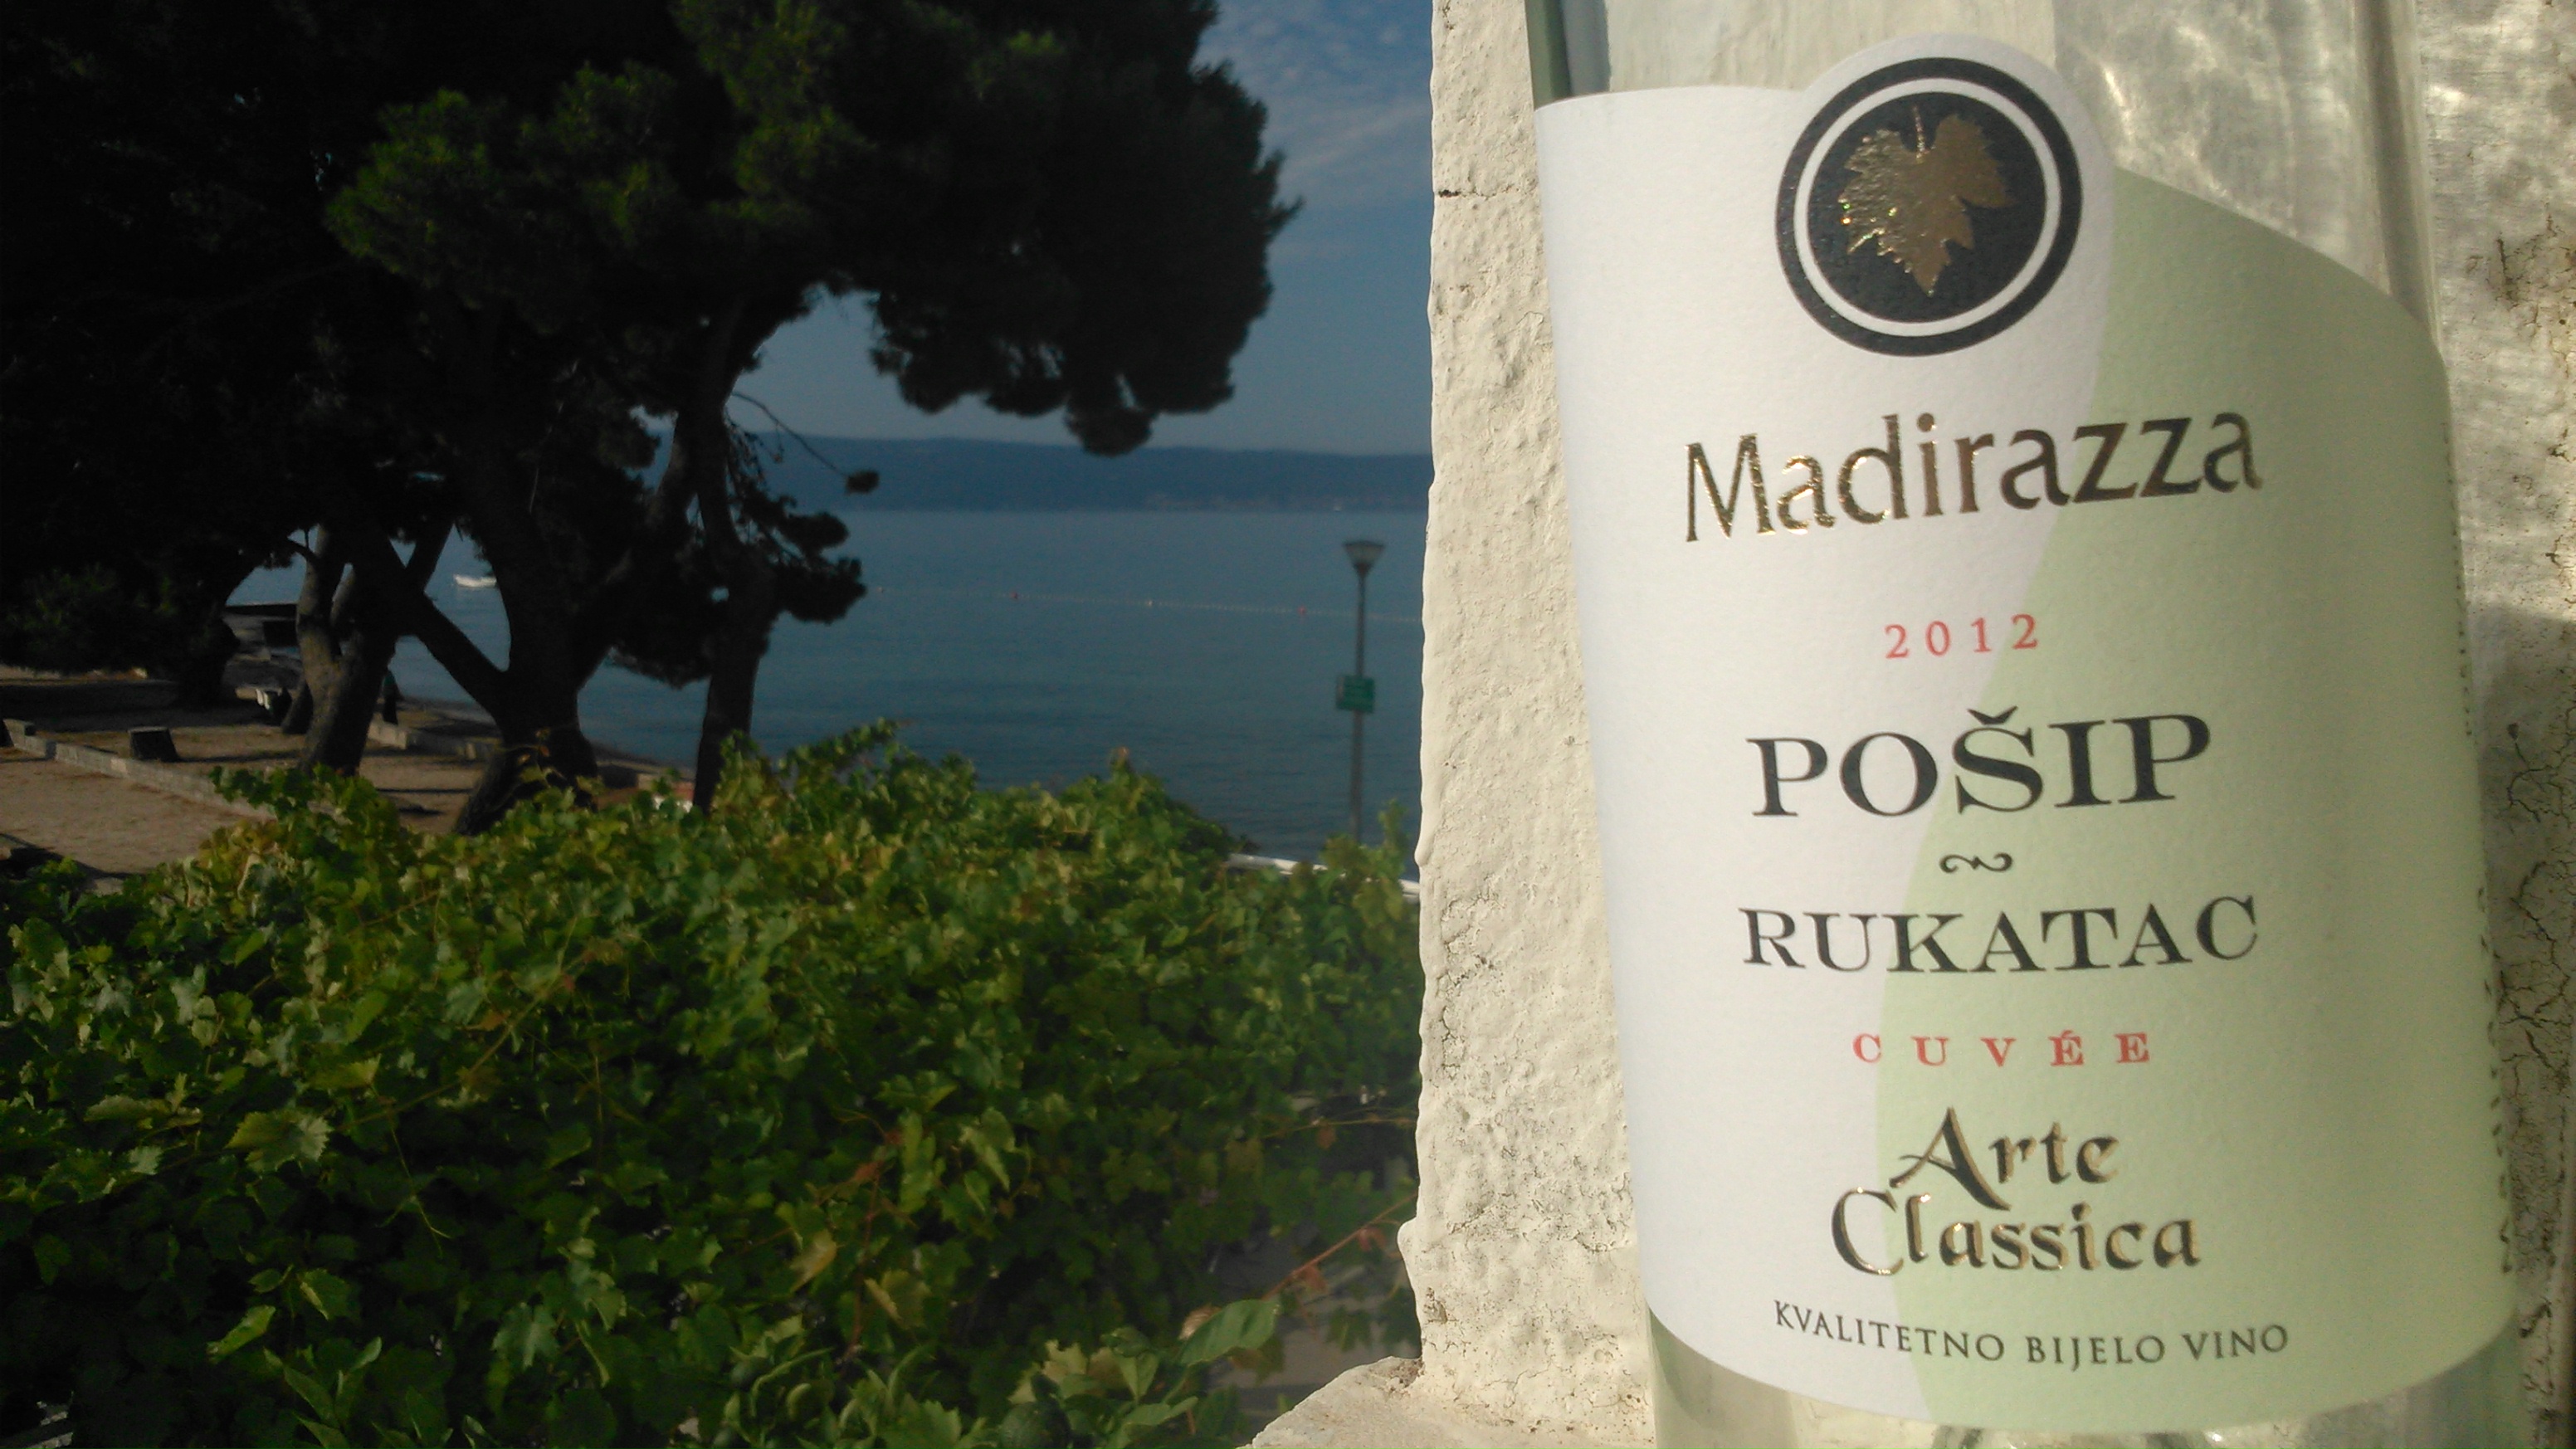 Madirazza
2012
POŠIP
~
RUKATAC
CUVÉE
Arte
Classica
KVALITETNO BIJELO VINO